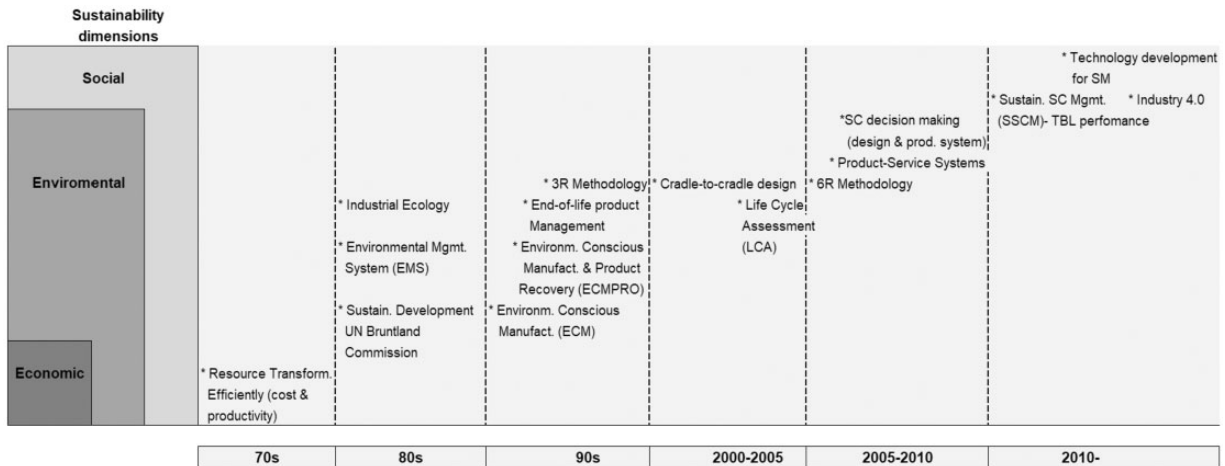 Sustainability
dimensions
Social
Enviromental
Economic
* Resource Transform.
Efficiently (cost &
productivity)
* Industrial Ecology
* Environmental Mgmt.
System (EMS)
* Sustain. Development
UN Bruntland
Commission
* 3R Methodology
* End-of-life product
Management
* Environm. Conscious
Manufact. & Product
Recovery (ECMPRO)
* Environm. Conscious
Manufact. (ECM)
* Cradle-to-cradle design
* Life Cycle
Assessment
(LCA)
*SC decision making
(design & prod. system)
* Product-Service Systems
* 6R Methodology
* Technology development
for SM
* Sustain. SC Mgmt. * Industry 4.0
(SSCM)- TBL perfomance
70s 80s 90s 2000-2005 2005-2010 2010-